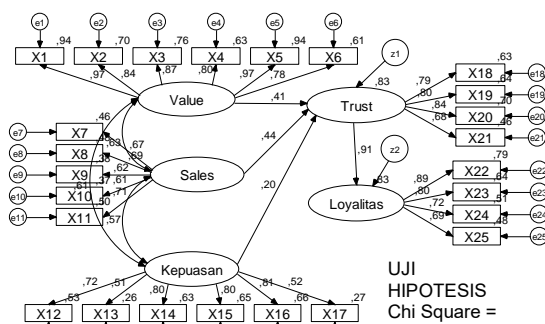 e1 e2 e3 e4 e5 e6
,94 ,70 ,76 ,63 ,94 ,61
X1 X2 X3 X4 X5 X6
z1
,97 ,84 ,87 ,80 ,97 ,78
,83
,63
Value
,41
Trust
,79 X18 e18
,80 X19 ,64 e19
,84 X20 ,70 e20
,68 X21 ,46 e21
,46
e7 X7
e8 X8 ,63
e9 X9 ,62
e10 X10 ,37 ,61
e11 X11 ,50 ,71
,67
,69
,61
,57
Sales
,44
,20
,91
z2
,83
Loyalitas
,79
,89 X22 e22
,80 X23 ,64 e23
,72 X24 ,51 e24
,69 X25 ,48 e25
Kepuasan
,72 ,51 ,80 ,80 ,81 ,52
,53 ,26 ,63 ,65 ,66 ,27
X12 X13 X14 X15 X16 X17
UJI
HIPOTESIS
Chi Square =